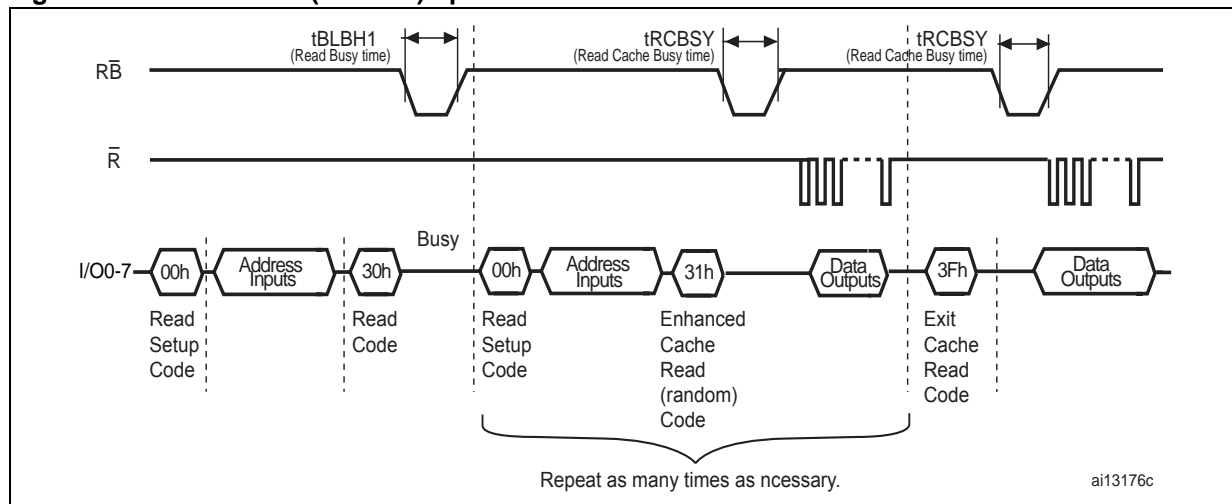 tBLBH1
(Read Busy time)
tRCBSY
(Read Cache Busy time)
tRCBSY
(Read Cache Busy time)
RB̅
R̅
I/O0-7
00h
Address
Inputs
30h
Busy
00h
Address
Inputs
31h
Data
Outputs
3Fh
Data
Outputs
Read
Setup
Code
Read
Code
Read
Setup
Code
Enhanced
Cache
Read
(random)
Code
Exit
Cache
Read
Code
Repeat as many times as ncessary.
ai13176c